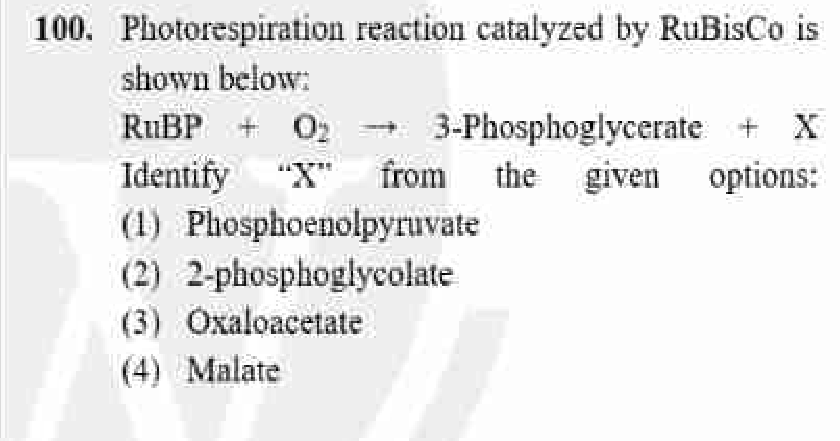 100. Photorespiration reaction catalyzed by RuBisCo is
shown below:
RuBP + O₂ → 3-Phosphoglycerate + X
Identify "X" from the given options:
(1) Phosphoenolpyruvate
(2) 2-phosphoglycolate
(3) Oxaloacetate
(4) Malate